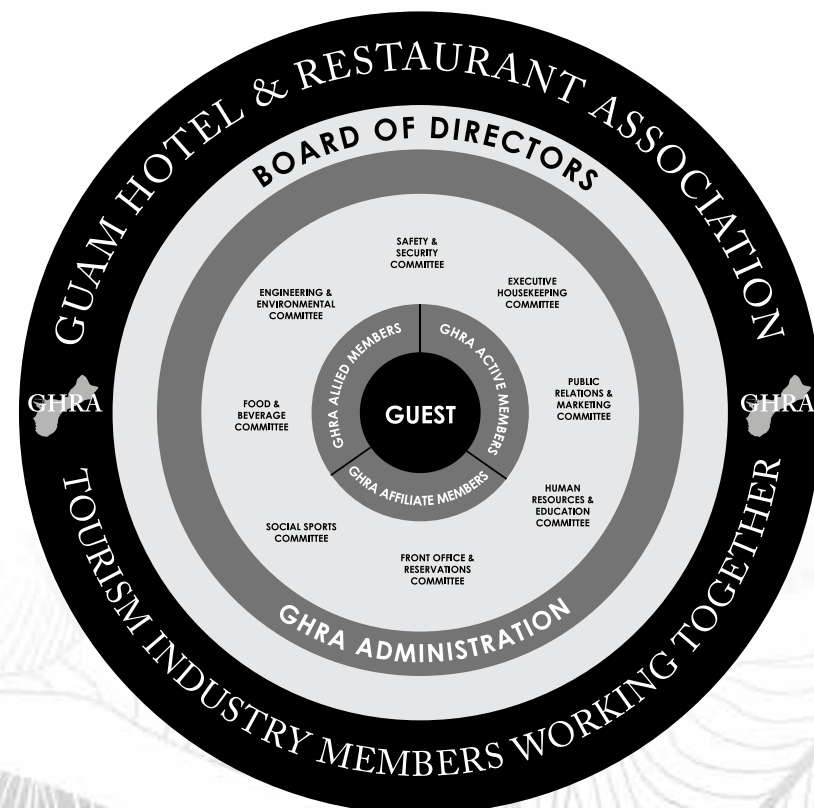 GUAM HOTEL & RESTAURANT ASSOCIATION
BOARD OF DIRECTORS
SAFETY &
SECURITY
COMMITTEE
EXECUTIVE
HOUSEKEEPING
COMMITTEE
PUBLIC
RELATIONS &
MARKETING
COMMITTEE
HUMAN
RESOURCES &
EDUCATION
COMMITTEE
FRONT OFFICE &
RESERVATIONS
COMMITTEE
SOCIAL SPORTS
COMMITTEE
FOOD &
BEVERAGE
COMMITTEE
ENGINEERING &
ENVIRONMENTAL
COMMITTEE
GHRA ALLIED MEMBERS
GHRA ACTIVE MEMBERS
GHRA AFFILIATE MEMBERS
GUEST
GHRA
GHRA
GHRA ADMINISTRATION
TOURISM INDUSTRY MEMBERS WORKING TOGETHER